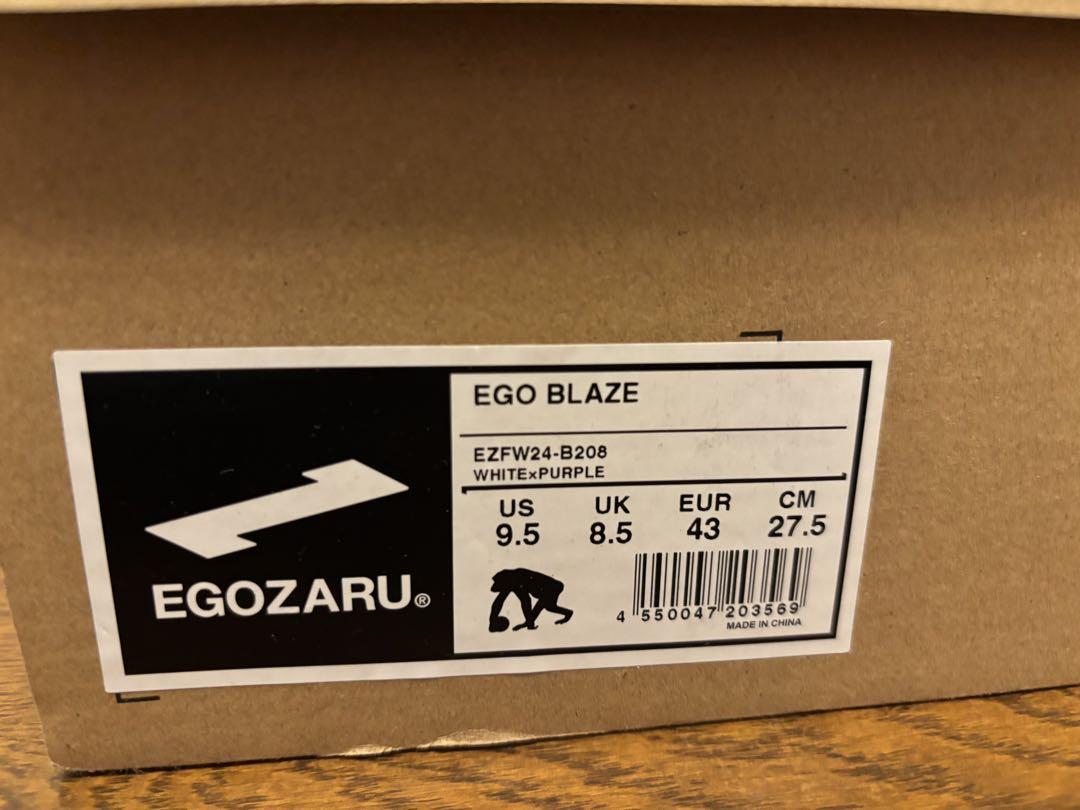 EGOZARU®
EGO BLAZE
EZFW24-B208
WHITE×PURPLE
US UK EUR CM
9.5 8.5 43 27.5
4 550047 203569
MADE IN CHINA